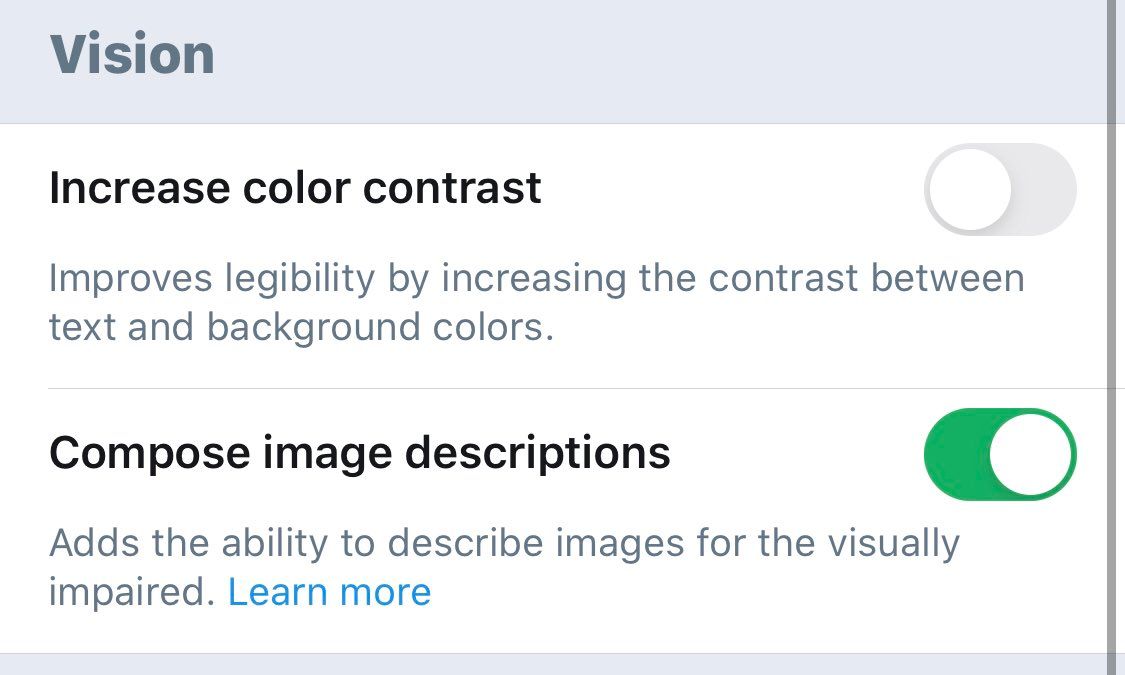 Vision
Increase color contrast
Improves legibility by increasing the contrast between
text and background colors.
Compose image descriptions
Adds the ability to describe images for the visually
impaired. Learn more